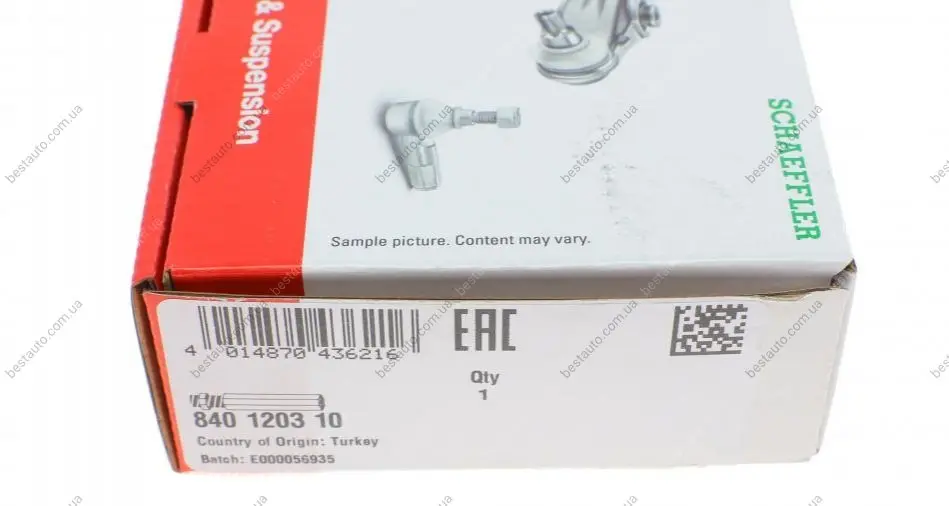 & Suspension
SCHAEFFLER
Sample picture. Content may vary.
4 014870 436216
EAC
Qty
1
840 1203 10
Country of Origin: Turkey
Batch: E000056935
bestauto.com.ua